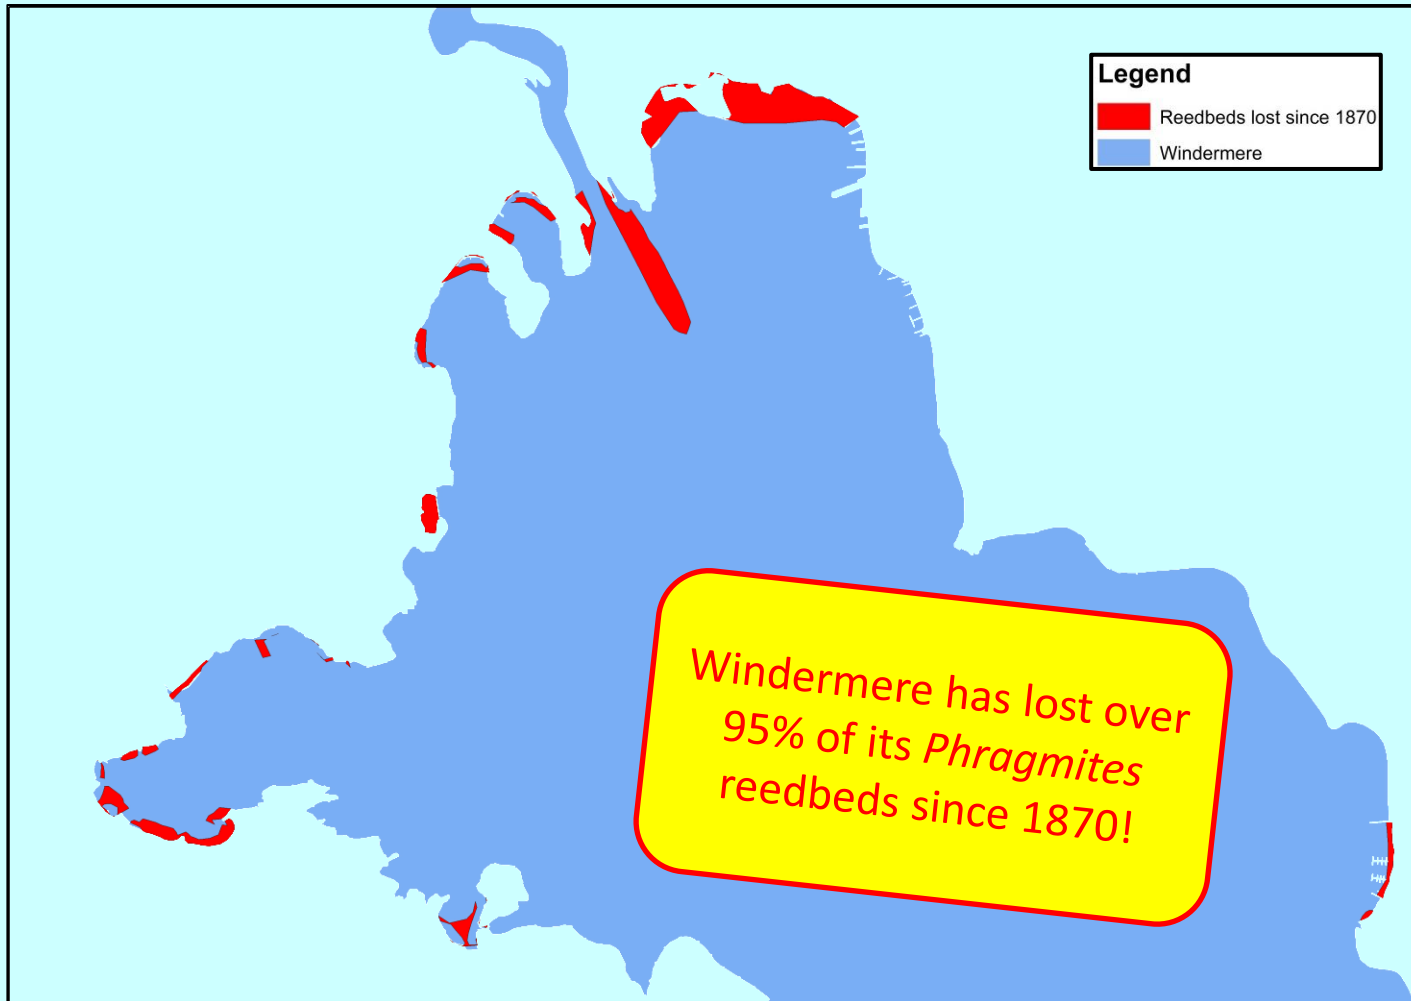 Legend
Reedbeds lost since 1870
Windermere
Windermere has lost over
95% of its Phragmites
reedbeds since 1870!